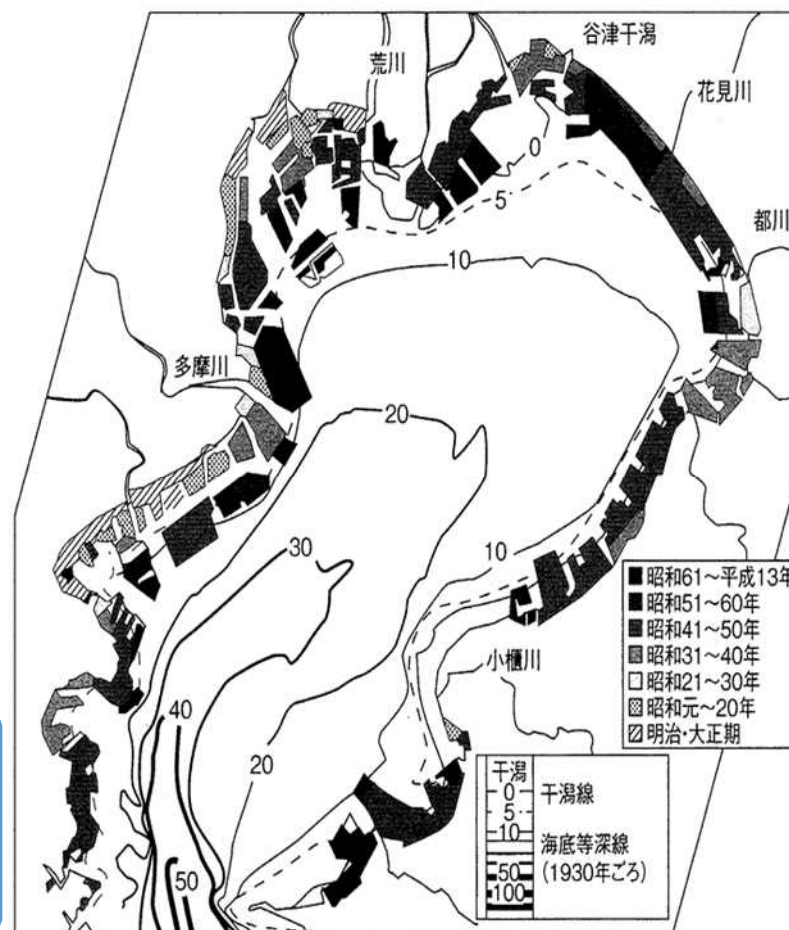 谷津干潟
荒川
花見川
0
5
都川
10
多摩川
20
30
10
■昭和61～平成13年
■昭和51～60年
■昭和41～50年
■昭和31～40年
□昭和21～30年
昭和元～20年
明治・大正期
小櫃川
40
20
干潟
0
干潟線
5
10
海底等深線
50
(1930年ごろ)
100
50